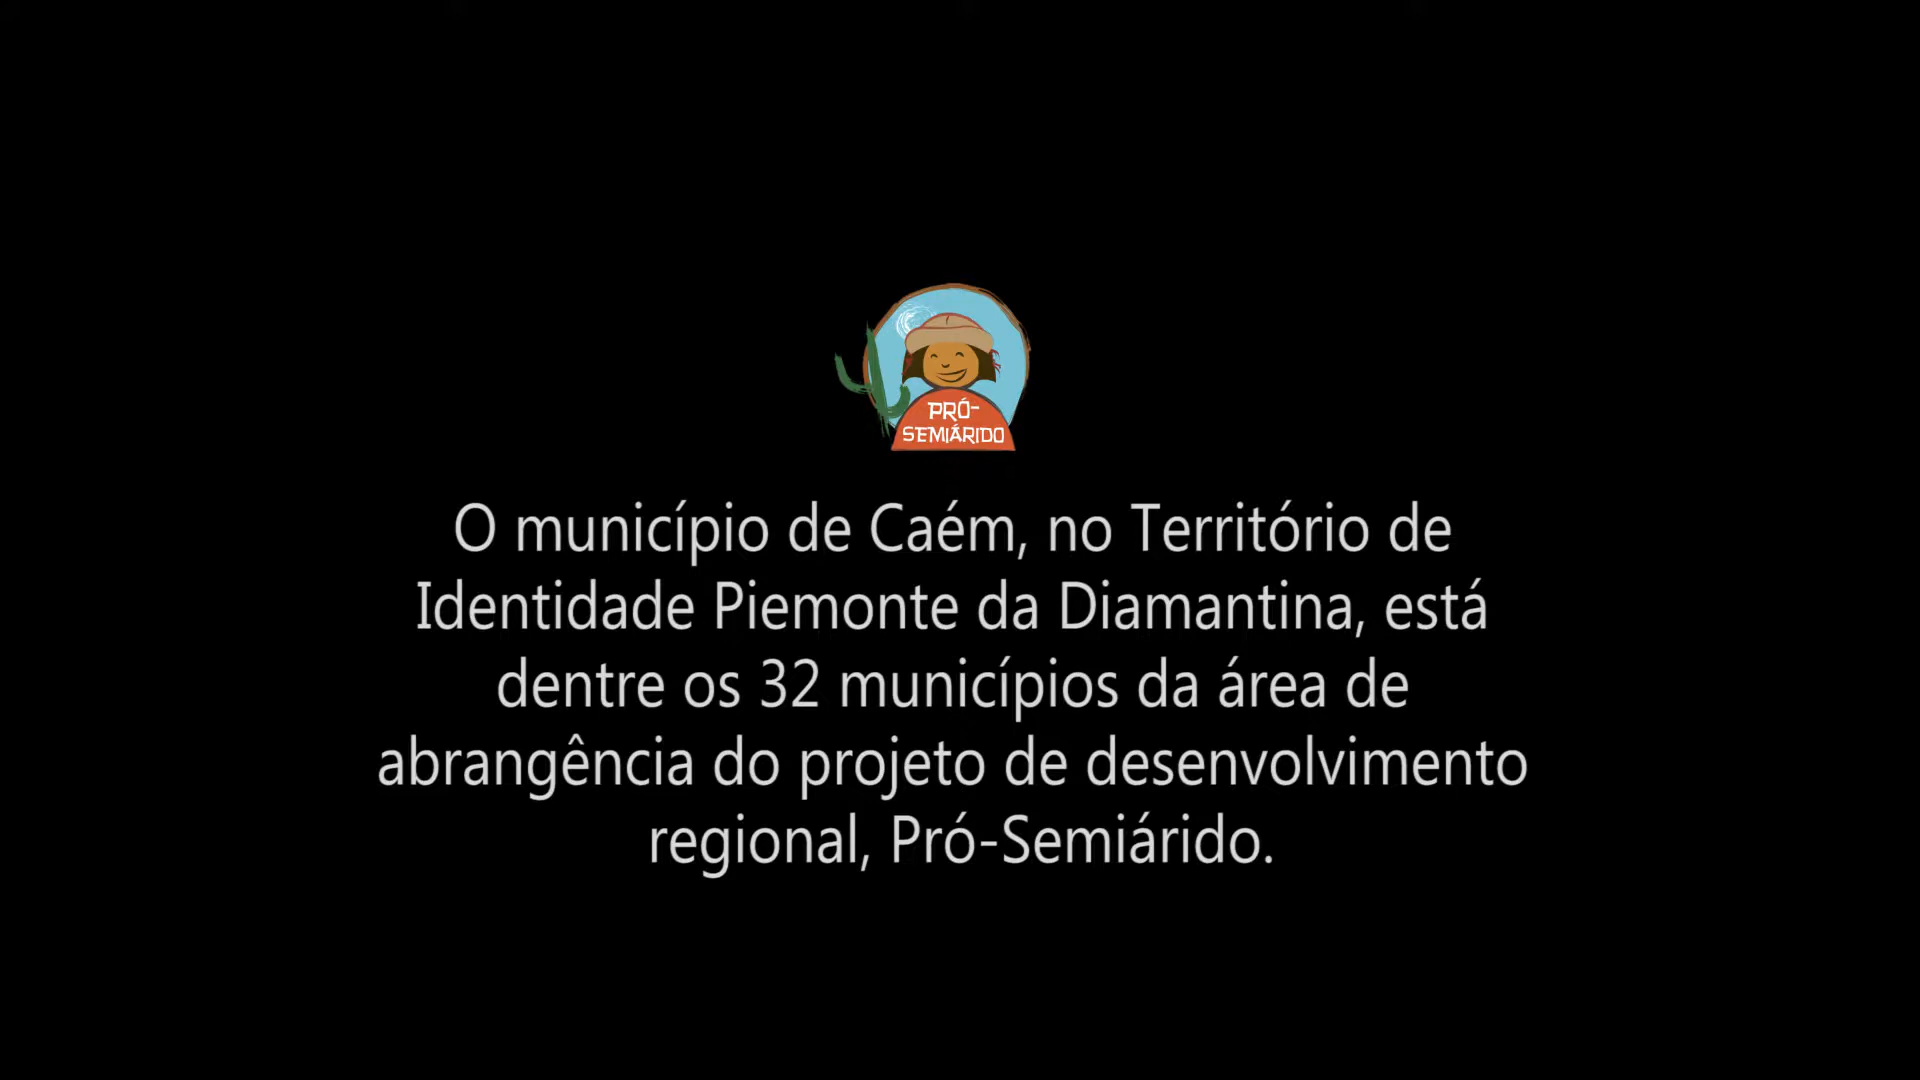 PRÓ-
SEMIÁRIDO
O município de Caém, no Território de
Identidade Piemonte da Diamantina, está
dentre os 32 municípios da área de
abrangência do projeto de desenvolvimento
regional, Pró-Semiárido.